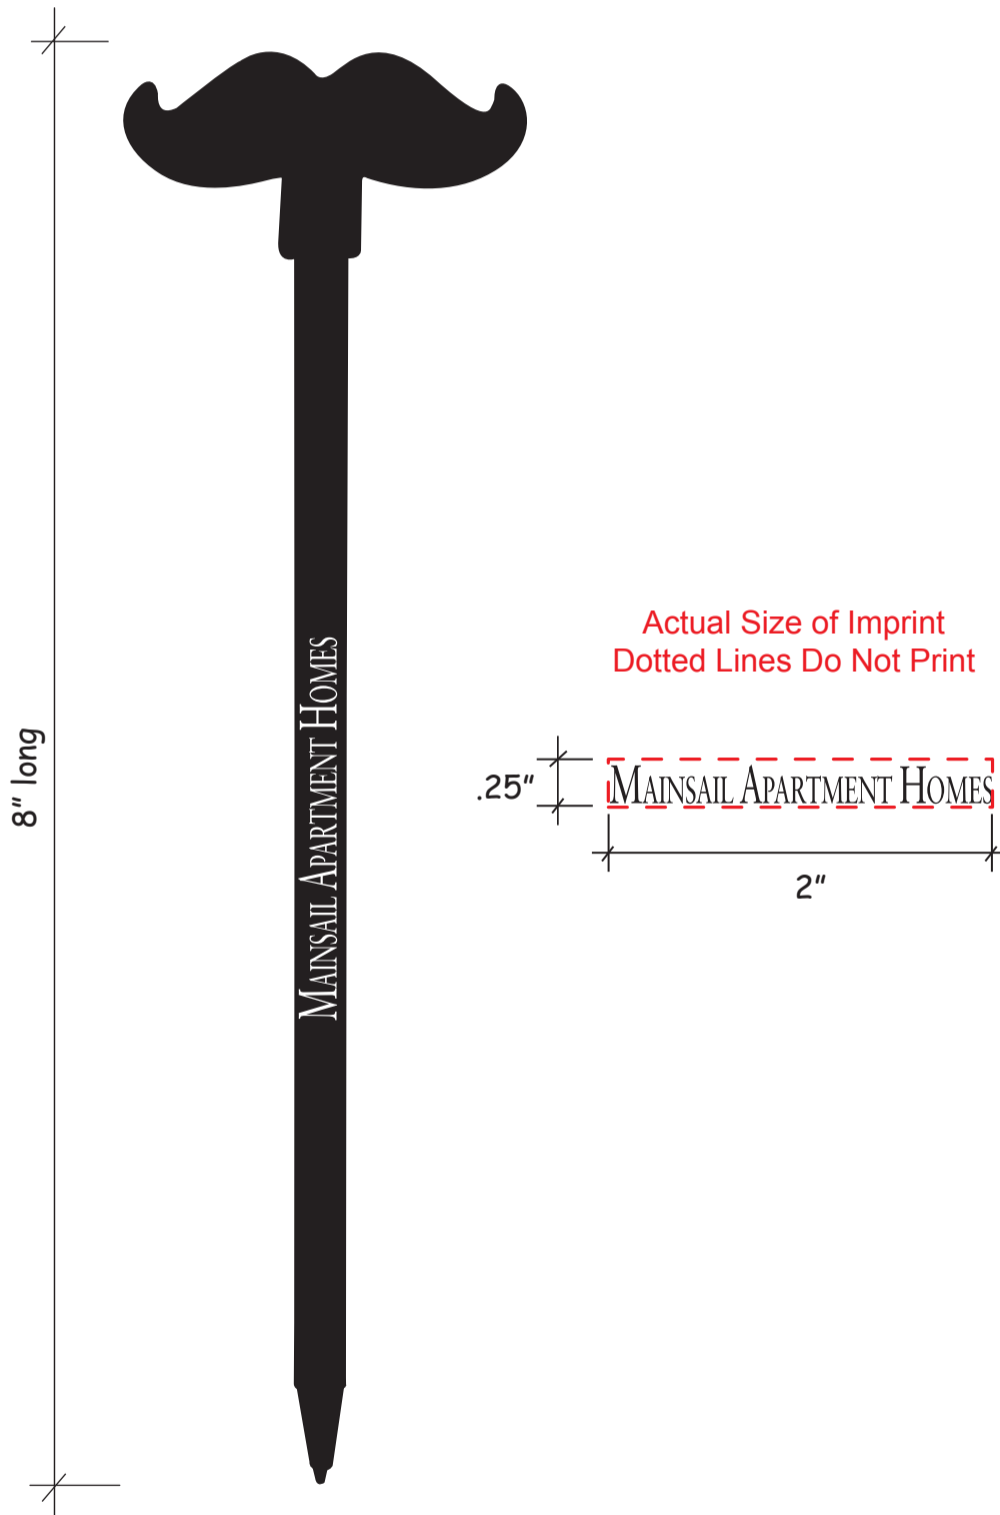 8" long
MAINSAIL APARTMENT HOMES
Actual Size of Imprint
Dotted Lines Do Not Print
.25"
MAINSAIL APARTMENT HOMES
2"